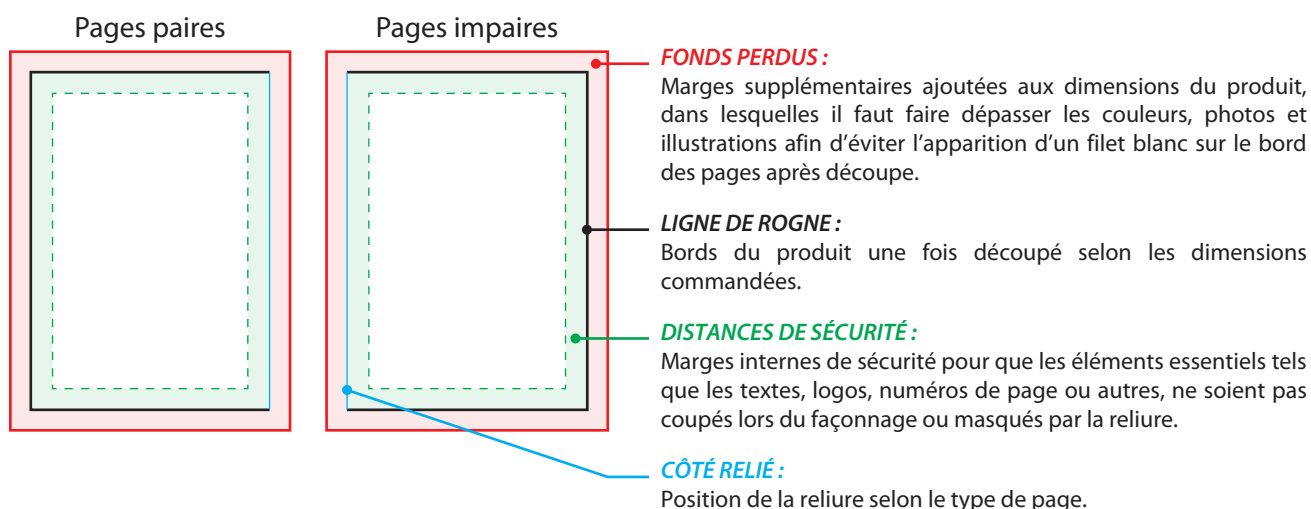 Pages paires
Pages impaires
FONDS PERDUS :
Marges supplémentaires ajoutées aux dimensions du produit,
dans lesquelles il faut faire dépasser les couleurs, photos et
illustrations afin d’éviter l’apparition d’un filet blanc sur le bord
des pages après découpe.
LIGNE DE ROGNE :
Bords du produit une fois découpé selon les dimensions
commandées.
DISTANCES DE SÉCURITÉ :
Marges internes de sécurité pour que les éléments essentiels tels
que les textes, logos, numéros de page ou autres, ne soient pas
coupés lors du façonnage ou masqués par la reliure.
CÔTÉ RELIÉ :
Position de la reliure selon le type de page.